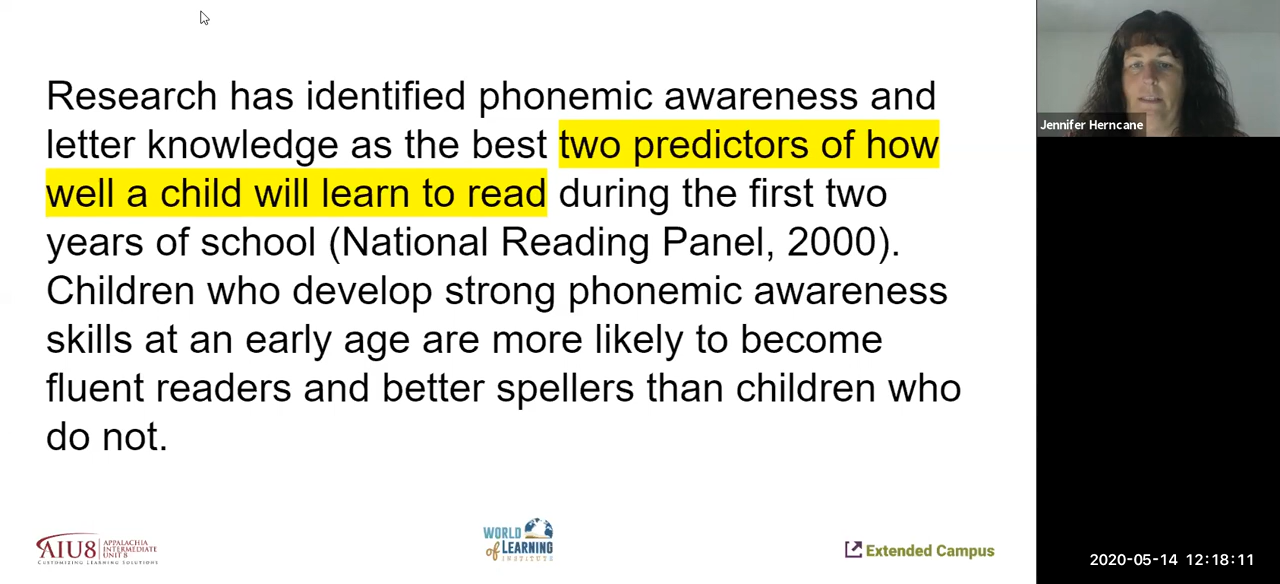 Research has identified phonemic awareness and
letter knowledge as the best two predictors of how
well a child will learn to read during the first two
years of school (National Reading Panel, 2000).
Children who develop strong phonemic awareness
skills at an early age are more likely to become
fluent readers and better spellers than children who
do not.
Jennifer Herncane
AIU8
APPALACHIA
INTERMEDIATE
UNIT 8
CUSTOMIZING LEARNING SOLUTIONS
WORLD
of LEARNING
INSTITUTE
Extended Campus
2020-05-14 12:18:11